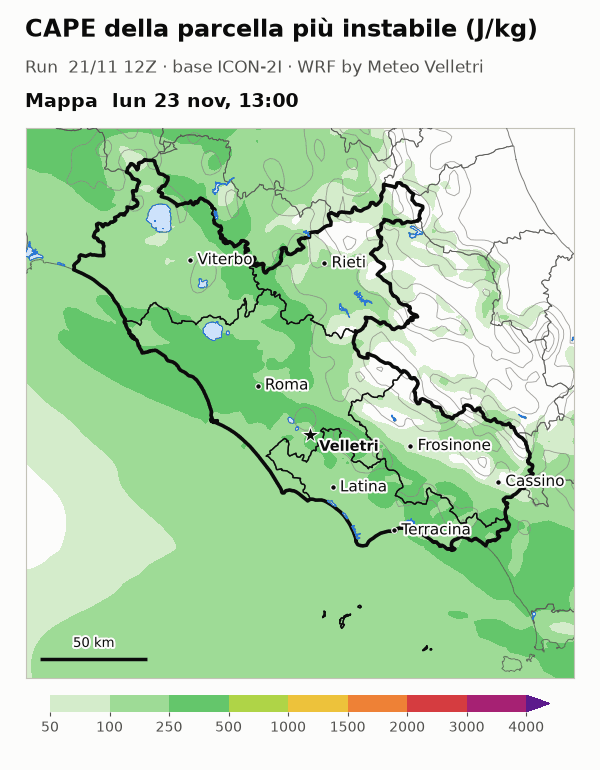 CAPE della parcella più instabile (J/kg)
Run  21/11 12Z · base ICON-2I · WRF by Meteo Velletri
Mappa  lun 23 nov, 13:00
Viterbo
Rieti
Roma
Velletri
Frosinone
Latina
Cassino
Terracina
50 km
50 100 250 500 1000 1500 2000 3000 4000